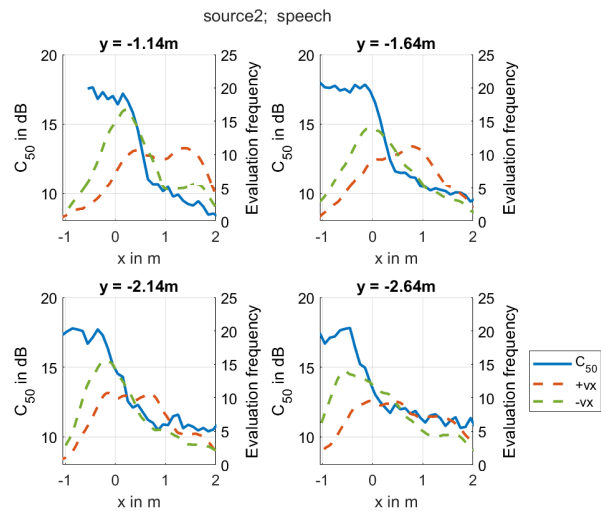 source2; speech
y = -1.14m
y = -1.64m
20
15
10
25
20
15
10
5
0
C50 in dB
Evaluation frequency
-1
0
1
2
x in m
20
15
10
25
20
15
10
5
0
C50 in dB
Evaluation frequency
-1
0
1
2
x in m
y = -2.14m
y = -2.64m
20
15
10
25
20
15
10
5
0
C50 in dB
Evaluation frequency
-1
0
1
2
x in m
20
15
10
25
20
15
10
5
0
C50 in dB
Evaluation frequency
-1
0
1
2
x in m
C50
+vx
-vx